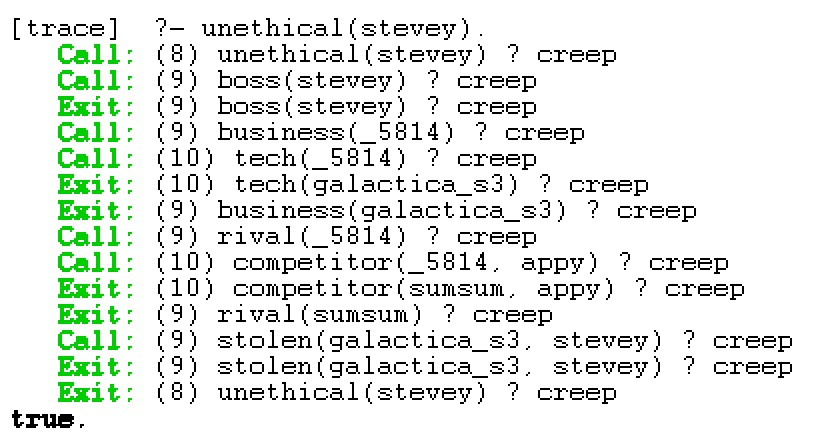 [trace]  ?- unethical(stevey).
   Call: (8) unethical(stevey) ? creep
   Call: (9) boss(stevey) ? creep
   Exit: (9) boss(stevey) ? creep
   Call: (9) business(_5814) ? creep
   Call: (10) tech(_5814) ? creep
   Exit: (10) tech(galactica_s3) ? creep
   Exit: (9) business(galactica_s3) ? creep
   Call: (9) rival(_5814) ? creep
   Call: (10) competitor(_5814, appy) ? creep
   Exit: (10) competitor(sumsum, appy) ? creep
   Exit: (9) rival(sumsum) ? creep
   Call: (9) stolen(galactica_s3, stevey) ? creep
   Exit: (9) stolen(galactica_s3, stevey) ? creep
   Exit: (8) unethical(stevey) ? creep
true.